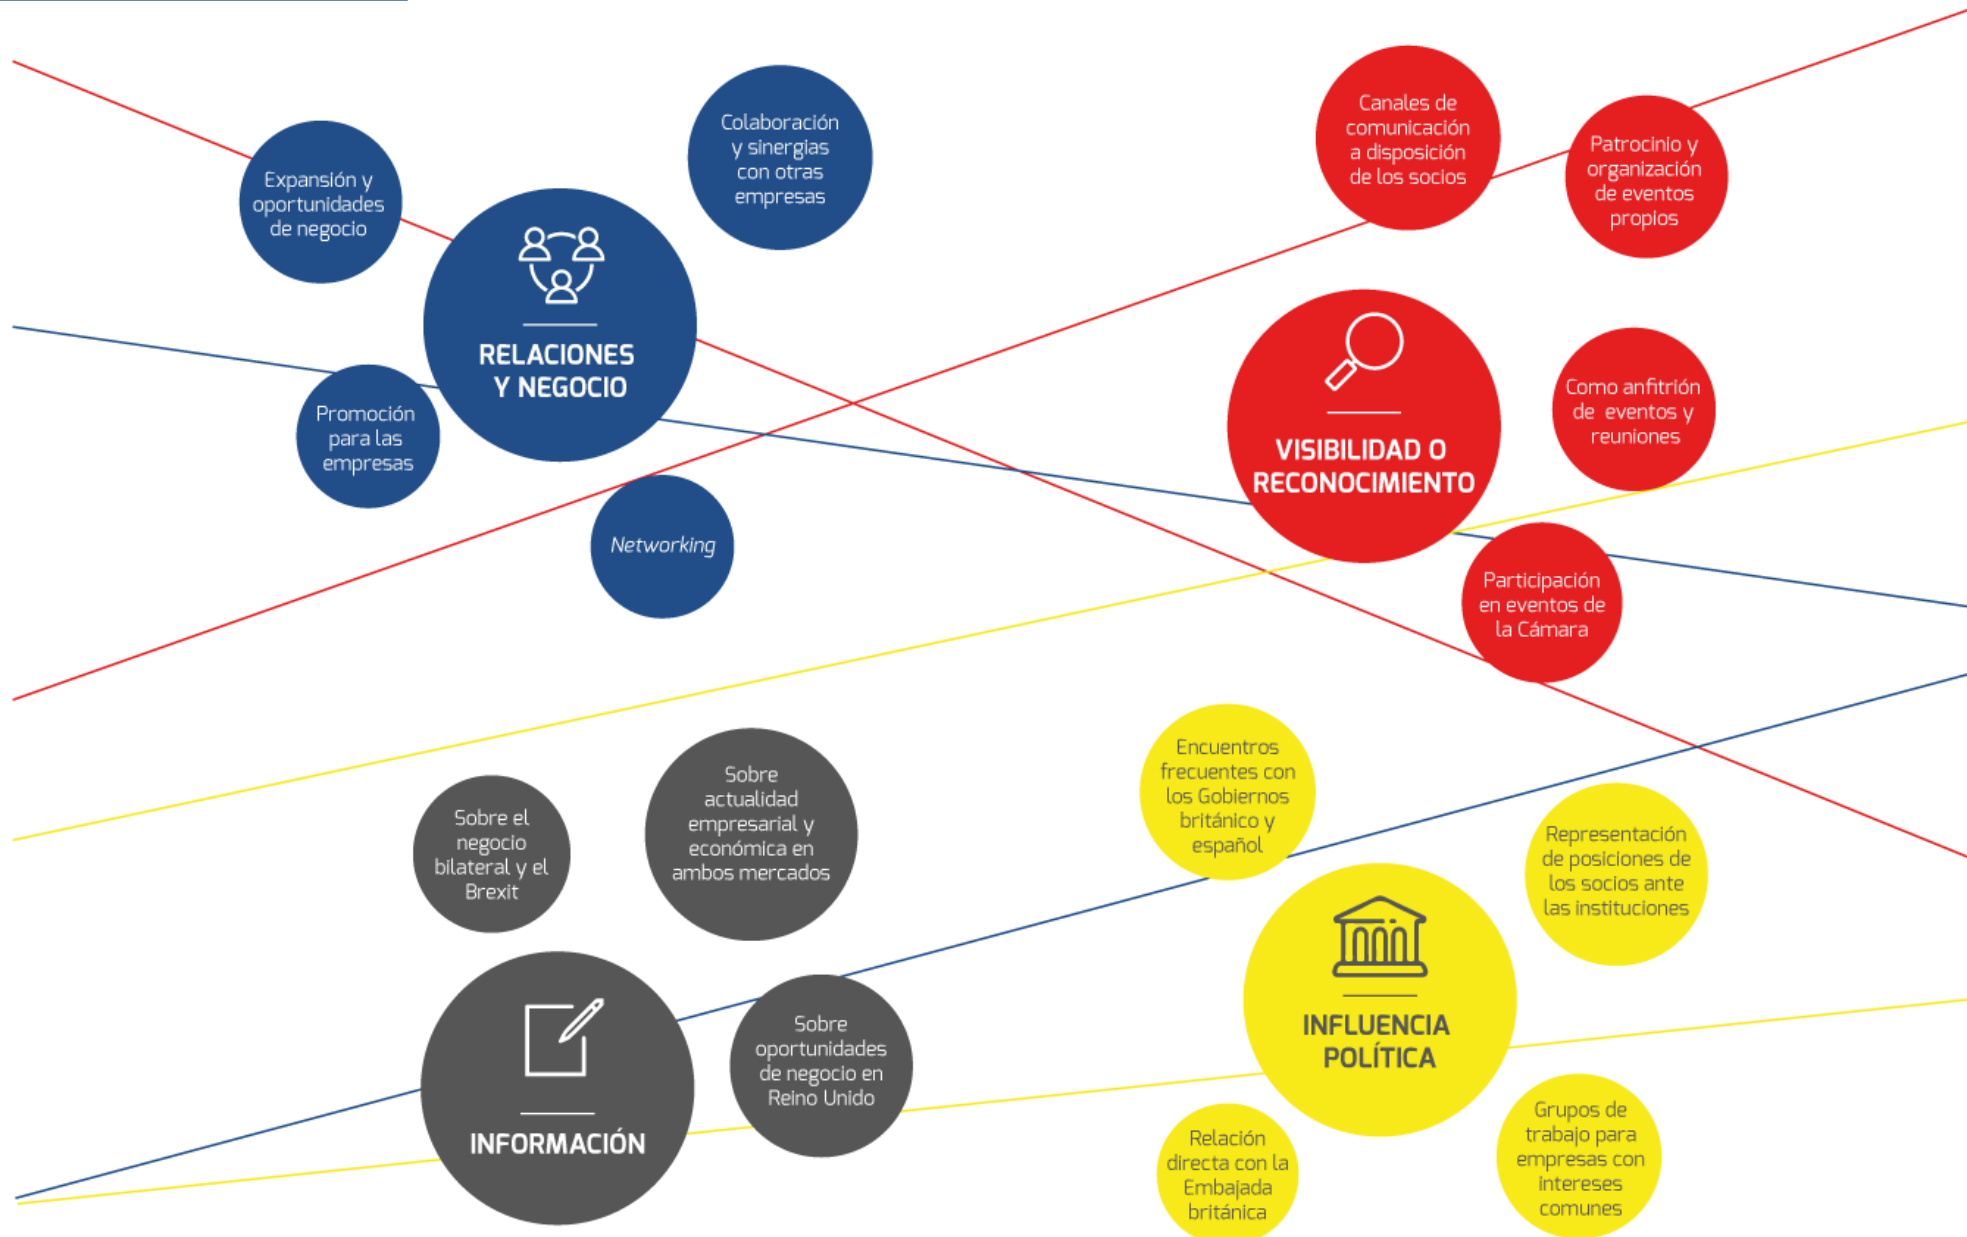 Expansión y
oportunidades
de negocio
Colaboración
y sinergias
con otras
empresas
RELACIONES
Y NEGOCIO
Promoción
para las
empresas
Networking
Canales de
comunicación
a disposición
de los socios
Patrocinio y
organización
de eventos
propios
VISIBILIDAD O
RECONOCIMIENTO
Como anfitrión
de eventos y
reuniones
Participación
en eventos de
la Cámara
Sobre el
negocio
bilateral y el
Brexit
Sobre
actualidad
empresarial y
económica en
ambos mercados
INFORMACIÓN
Sobre
oportunidades
de negocio en
Reino Unido
Encuentros
frecuentes con
los Gobiernos
británico y
español
Representación
de posiciones de
los socios ante
las instituciones
INFLUENCIA
POLÍTICA
Relación
directa con la
Embajada
británica
Grupos de
trabajo para
empresas con
intereses
comunes